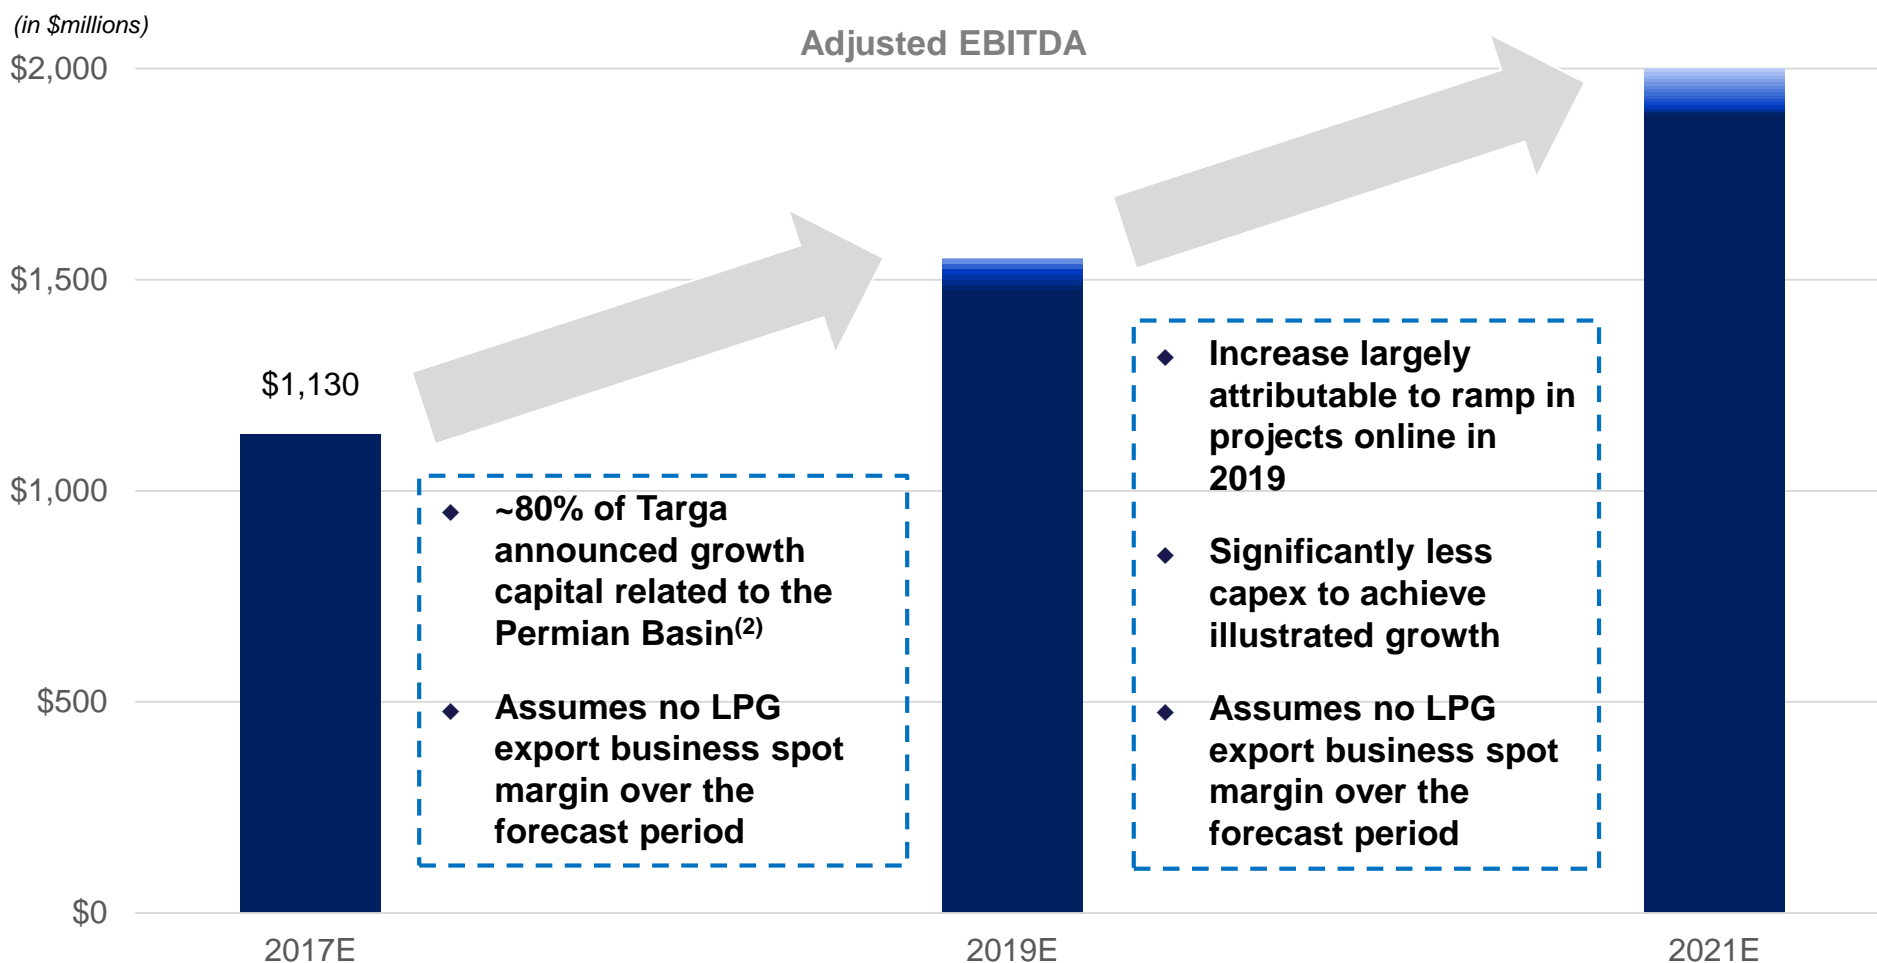 (in $millions)
Adjusted EBITDA
$2,000
$1,500
$1,000
$500
$0
$1,130
◆ ~80% of Targa
announced growth
capital related to the
Permian Basin(2)
◆ Assumes no LPG
export business spot
margin over the
forecast period
◆ Increase largely
attributable to ramp in
projects online in
2019
◆ Significantly less
capex to achieve
illustrated growth
◆ Assumes no LPG
export business spot
margin over the
forecast period
2017E
2019E
2021E